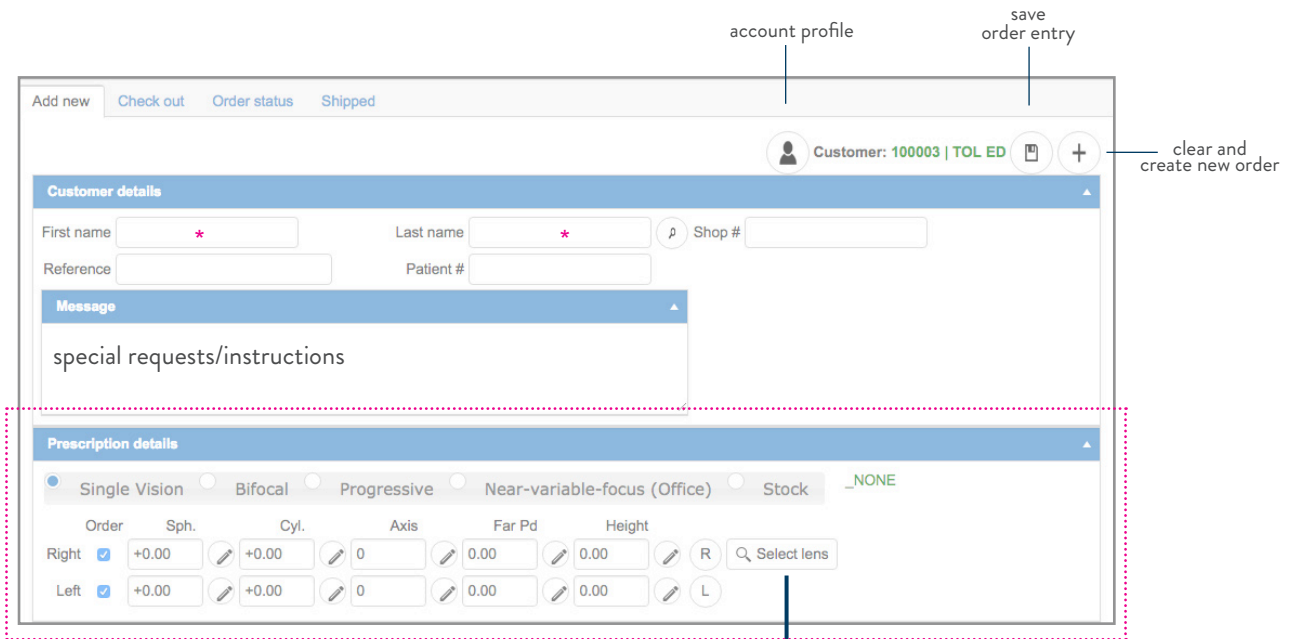 account profile
save
order entry
Add new Check out Order status Shipped
Customer: 100003 | TOL ED
clear and
create new order
Customer details
First name * Last name * Shop #
Reference Patient #
Message
special requests/instructions
Prescription details
Single Vision Bifocal Progressive Near-variable-focus (Office) Stock _NONE
Order Sph. Cyl. Axis Far Pd Height
Right +0.00 +0.00 0 0.00 0.00 R Select lens
Left +0.00 +0.00 0 0.00 0.00 L